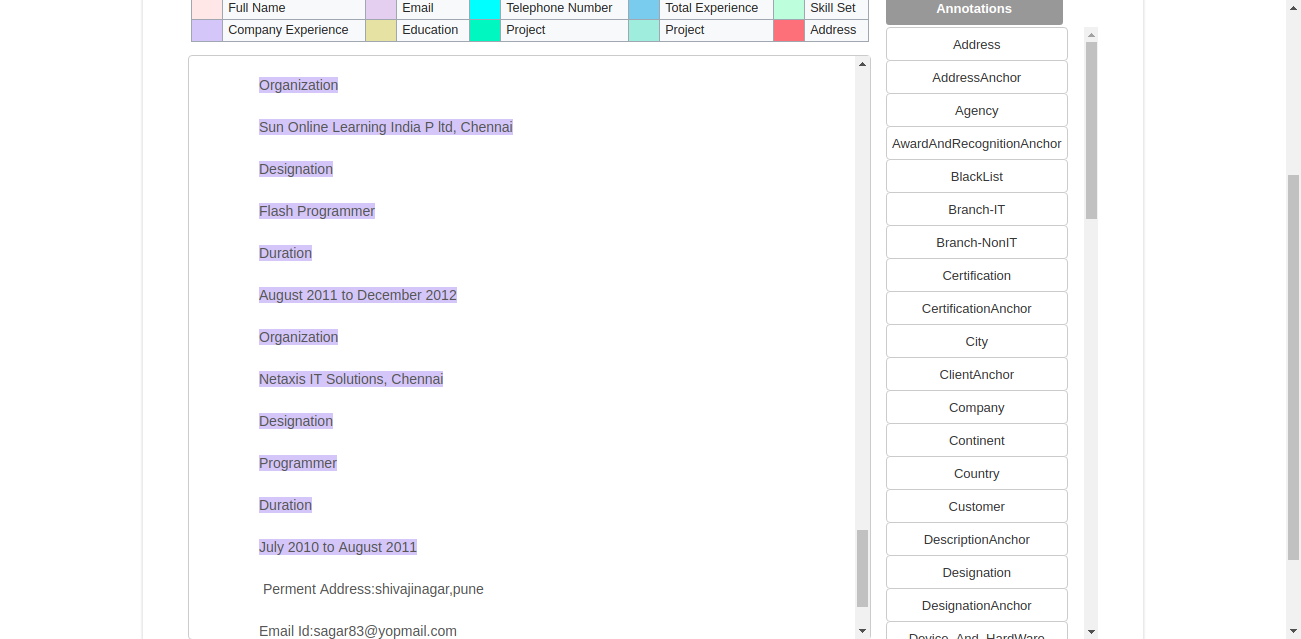 Full Name Email Telephone Number Total Experience Skill Set
Company Experience Education Project Project Address
Organization
Sun Online Learning India P ltd, Chennai
Designation
Flash Programmer
Duration
August 2011 to December 2012
Organization
Netaxis IT Solutions, Chennai
Designation
Programmer
Duration
July 2010 to August 2011
Perment Address:shivajinagar,pune
Email Id:sagar83@yopmail.com
Annotations
Address
AddressAnchor
Agency
AwardAndRecognitionAnchor
BlackList
Branch-IT
Branch-NonIT
Certification
CertificationAnchor
City
ClientAnchor
Company
Continent
Country
Customer
DescriptionAnchor
Designation
DesignationAnchor
Device_And_HardWare